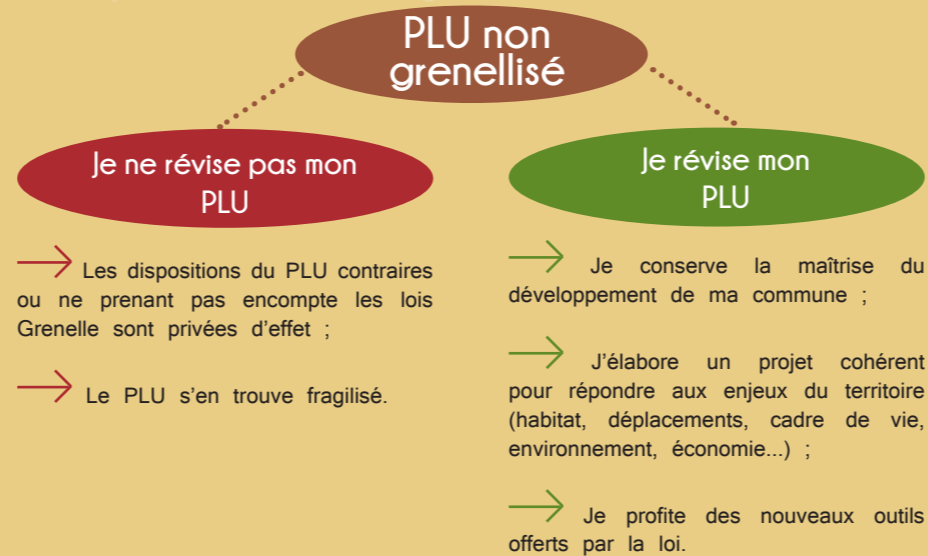 PLU non
grenellisé
Je ne révise pas mon
PLU
Les dispositions du PLU contraires
ou ne prenant pas encompte les lois
Grenelle sont privées d'effet ;
Le PLU s'en trouve fragilisé.
Je révise mon
PLU
Je conserve la maîtrise du
développement de ma commune ;
J'élabore un projet cohérent
pour répondre aux enjeux du territoire
(habitat, déplacements, cadre de vie,
environnement, économie...) ;
Je profite des nouveaux outils
offerts par la loi.